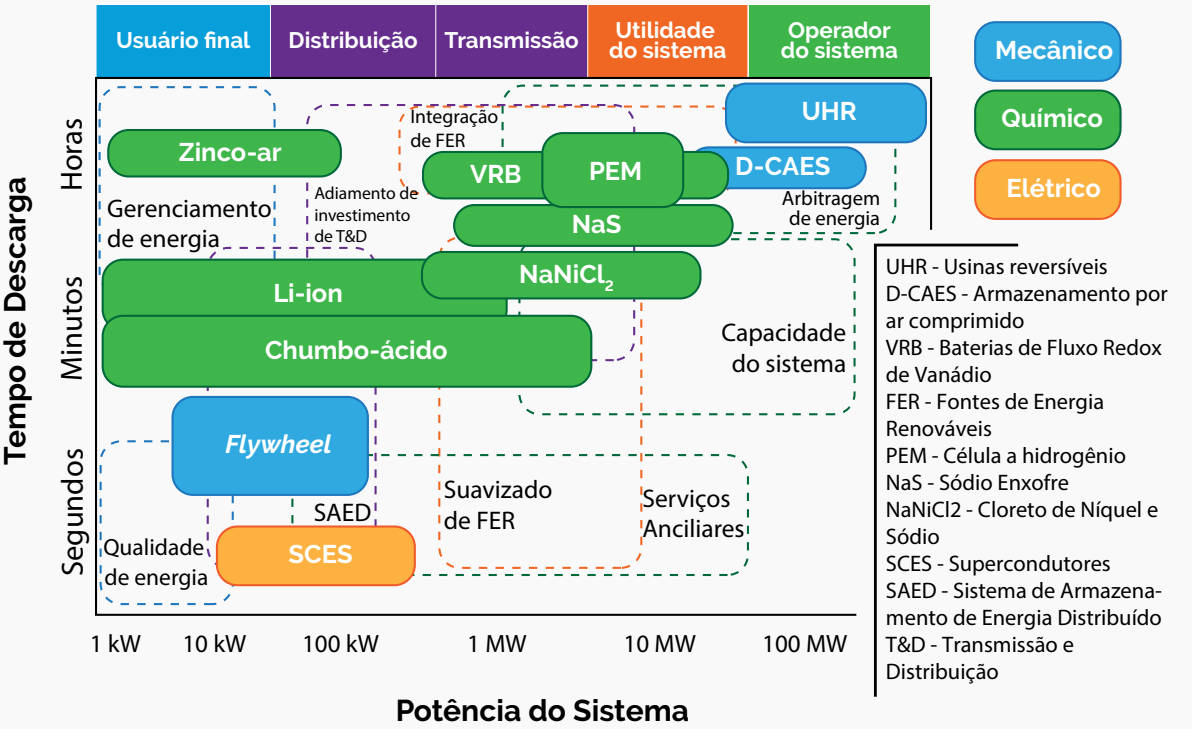 Usuário final
Distribuição
Transmissão
Utilidade
do sistema
Operador
do sistema
Mecânico
Químico
Elétrico
Tempo de Descarga
Horas
Minutos
Segundos
UHR
Integração
de FER
Zinco-ar
VRB
PEM
D-CAES
Adiamento de
investimento
de T&D
Arbitragem
de energia
Gerenciamento
de energia
NaS
NaNiCl2
Li-ion
Capacidade
do sistema
Chumbo-ácido
Flywheel
Suavizado
de FER
Serviços
Anciliares
SAED
SCES
Qualidade
de energia
1 kW
10 kW
100 kW
1 MW
10 MW
100 MW
Potência do Sistema
UHR - Usinas reversíveis
D-CAES - Armazenamento por
ar comprimido
VRB - Baterias de Fluxo Redox
de Vanádio
FER - Fontes de Energia
Renováveis
PEM - Célula a hidrogênio
NaS - Sódio Enxofre
NaNiCl2 - Cloreto de Níquel e
Sódio
SCES - Supercondutores
SAED - Sistema de Armazena-
mento de Energia Distribuído
T&D - Transmissão e
Distribuição